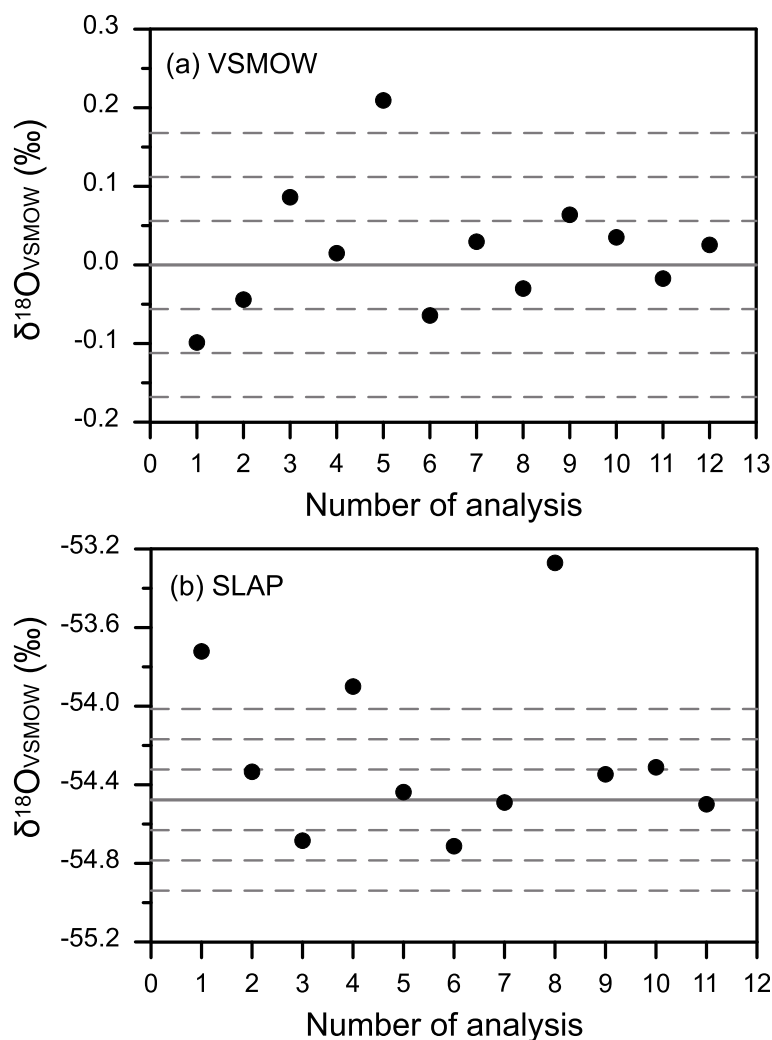 0.3
(a) VSMOW
0.2
0.1
0.0
-0.1
-0.2
δ¹⁸O_VSMOW (‰)
0 1 2 3 4 5 6 7 8 9 10 11 12 13
Number of analysis
-53.2
(b) SLAP
-53.6
-54.0
-54.4
-54.8
-55.2
δ¹⁸O_VSMOW (‰)
0 1 2 3 4 5 6 7 8 9 10 11 12
Number of analysis